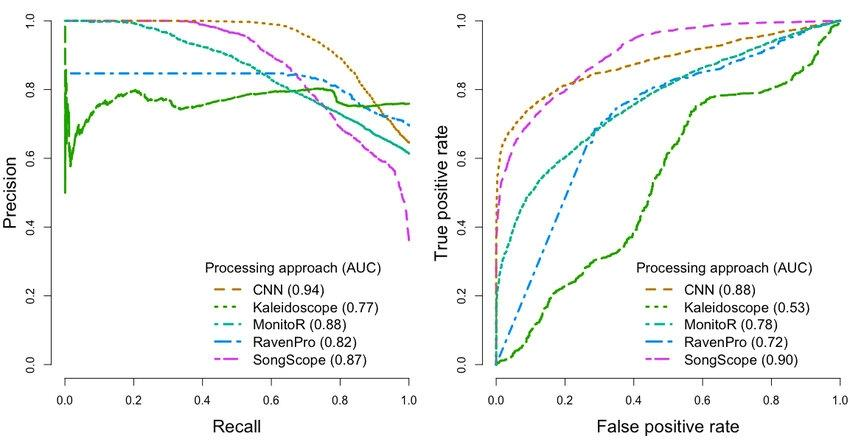 Precision
1.0
0.8
0.6
0.4
0.2
0.0
Processing approach (AUC)
CNN (0.94)
Kaleidoscope (0.77)
MonitoR (0.88)
RavenPro (0.82)
SongScope (0.87)
0.0 0.2 0.4 0.6 0.8 1.0
Recall
True positive rate
1.0
0.8
0.6
0.4
0.2
0.0
Processing approach (AUC)
CNN (0.88)
Kaleidoscope (0.53)
MonitoR (0.78)
RavenPro (0.72)
SongScope (0.90)
0.0 0.2 0.4 0.6 0.8 1.0
False positive rate